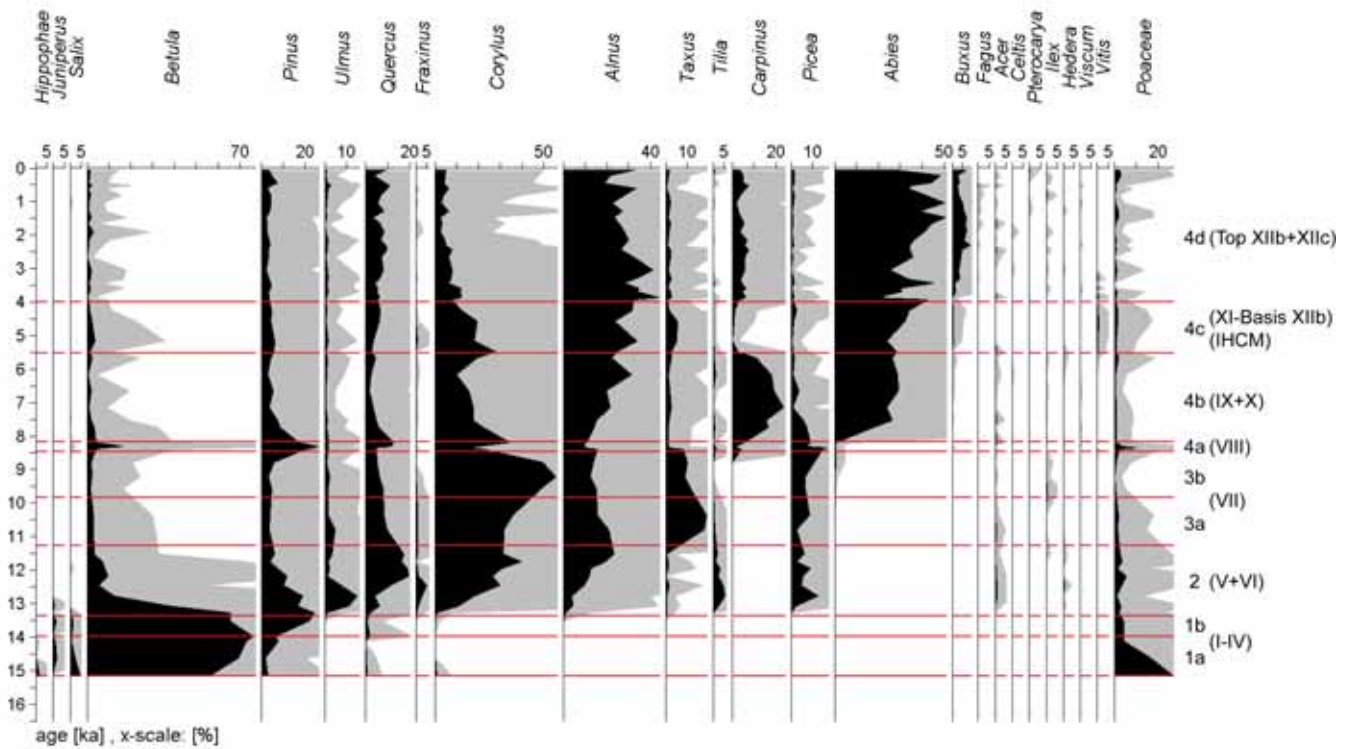 Hippophae Juniperus Salix Betula Pinus Ulmus Quercus Fraxinus Corylus Alnus Taxus Tilia Carpinus Picea Abies Buxus Fagus Acer Celtis Pterocarya Ilex Hedera Viscum Vitis Poaceae
5 5 5 70 20 10 20 5 50 40 10 5 20 10 50 5 5 5 5 5 5 5 5 5 20
0
1
2
4d (Top XIIb+XIIc)
3
4
(XI-Basis XIIb)
4c
5
(IHCM)
6
7
4b (IX+X)
8
4a (VIII)
9
3b
10
(VII)
3a
11
12
2 (V+VI)
13
1b
14
(I-IV)
1a
15
16
age [ka] , x-scale: [%]